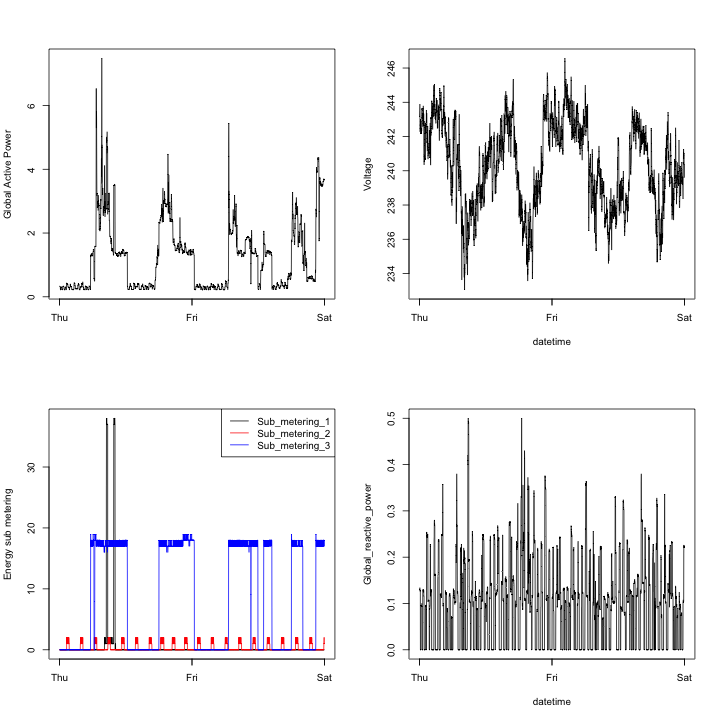 Global Active Power
6
4
2
0
Thu Fri Sat
Voltage
246
244
242
240
238
236
234
Thu Fri Sat
datetime
Energy sub metering
30
20
10
0
Sub_metering_1
Sub_metering_2
Sub_metering_3
Thu Fri Sat
Global_reactive_power
0.5
0.4
0.3
0.2
0.1
0.0
Thu Fri Sat
datetime